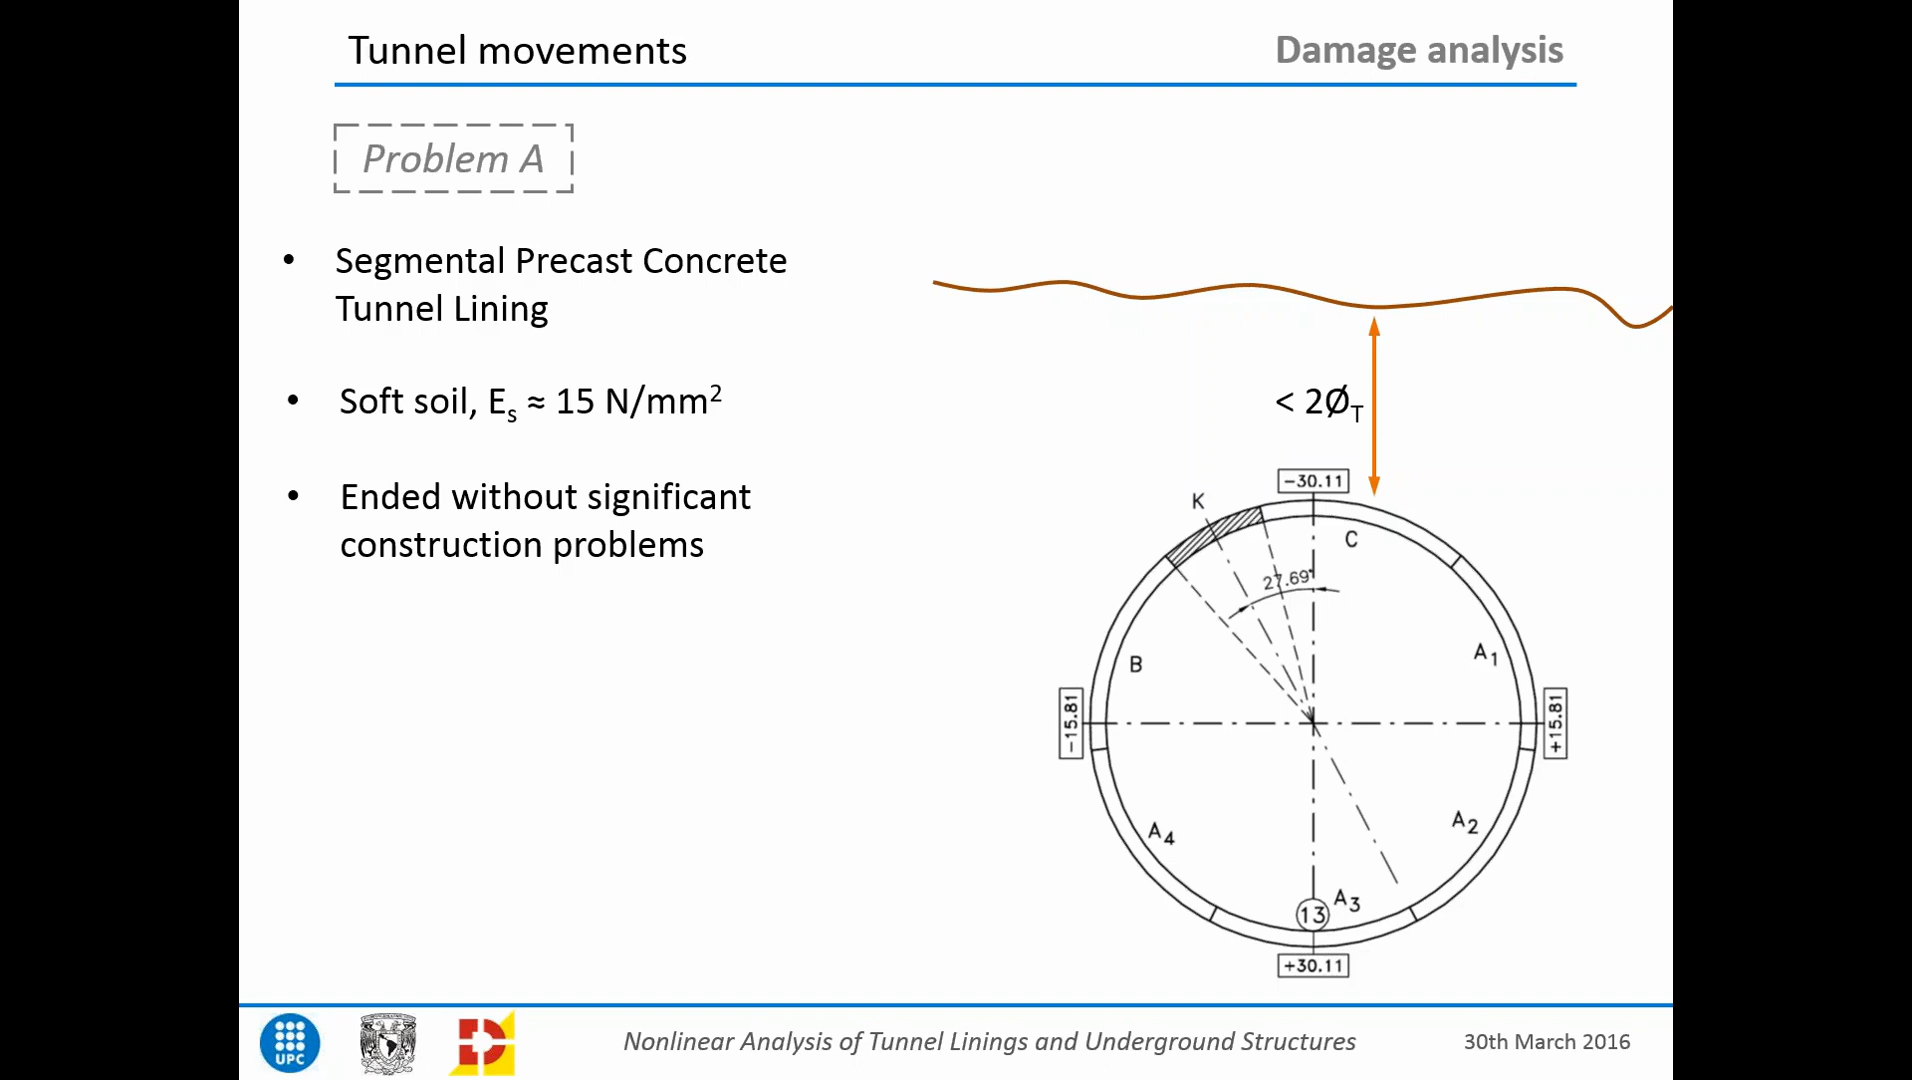 Tunnel movements
Damage analysis
Problem A
• Segmental Precast Concrete
Tunnel Lining
• Soft soil, Eₛ ≈ 15 N/mm²
• Ended without significant
construction problems
< 2Ø_T
−30.11
K
C
27.69°
B
A₁
−15.81
+15.81
A₄
A₂
A₃
13
+30.11
UPC
Nonlinear Analysis of Tunnel Linings and Underground Structures
30th March 2016